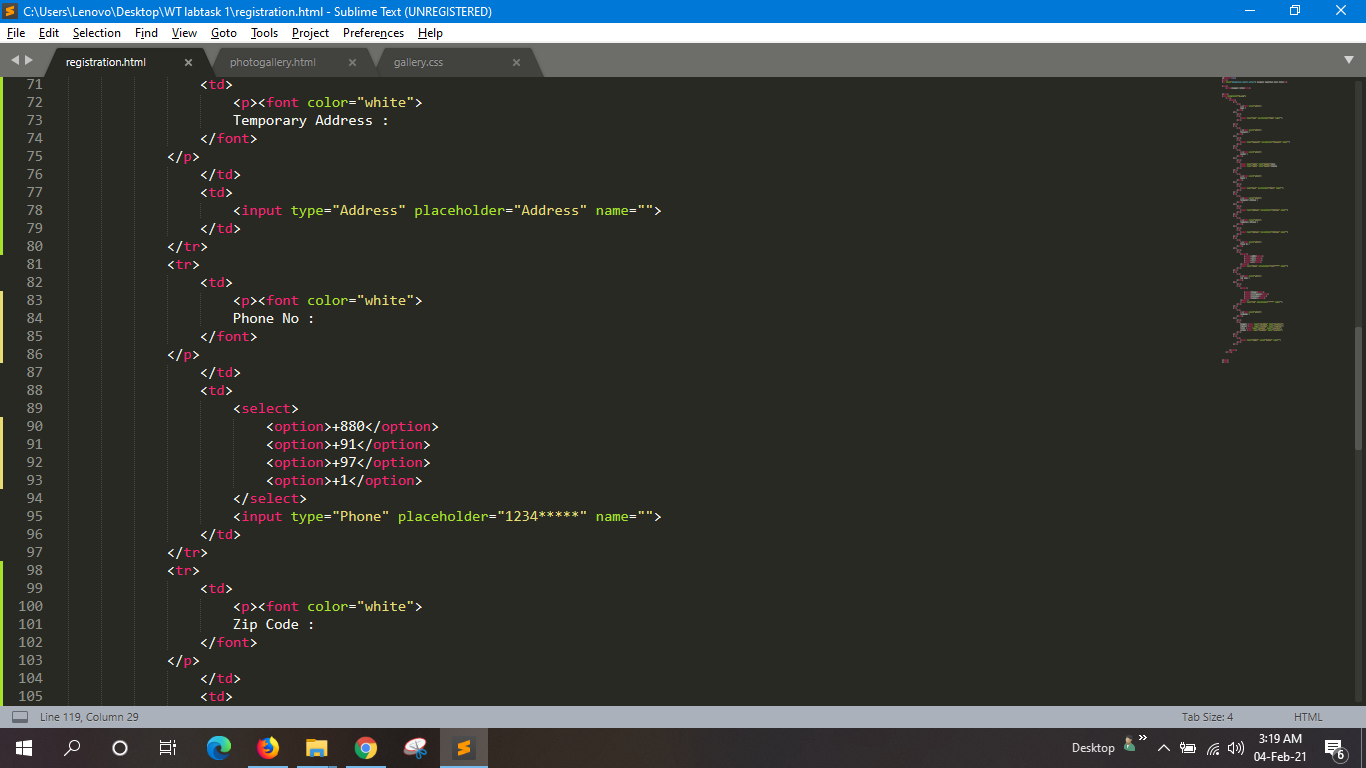 C:\Users\Lenovo\Desktop\WT labtask 1\registration.html - Sublime Text (UNREGISTERED)
File Edit Selection Find View Goto Tools Project Preferences Help
registration.html photogallery.html gallery.css
71 <td>
72 <p><font color="white">
73 Temporary Address :
74 </font>
75 </p>
76 </td>
77 <td>
78 <input type="Address" placeholder="Address" name="">
79 </td>
80 </tr>
81 <tr>
82 <td>
83 <p><font color="white">
84 Phone No :
85 </font>
86 </p>
87 </td>
88 <td>
89 <select>
90 <option>+880</option>
91 <option>+91</option>
92 <option>+97</option>
93 <option>+1</option>
94 </select>
95 <input type="Phone" placeholder="1234*****" name="">
96 </td>
97 </tr>
98 <tr>
99 <td>
100 <p><font color="white">
101 Zip Code :
102 </font>
103 </p>
104 </td>
105 <td>
Line 119, Column 29 Tab Size: 4 HTML
Desktop 3:19 AM
04-Feb-21 6